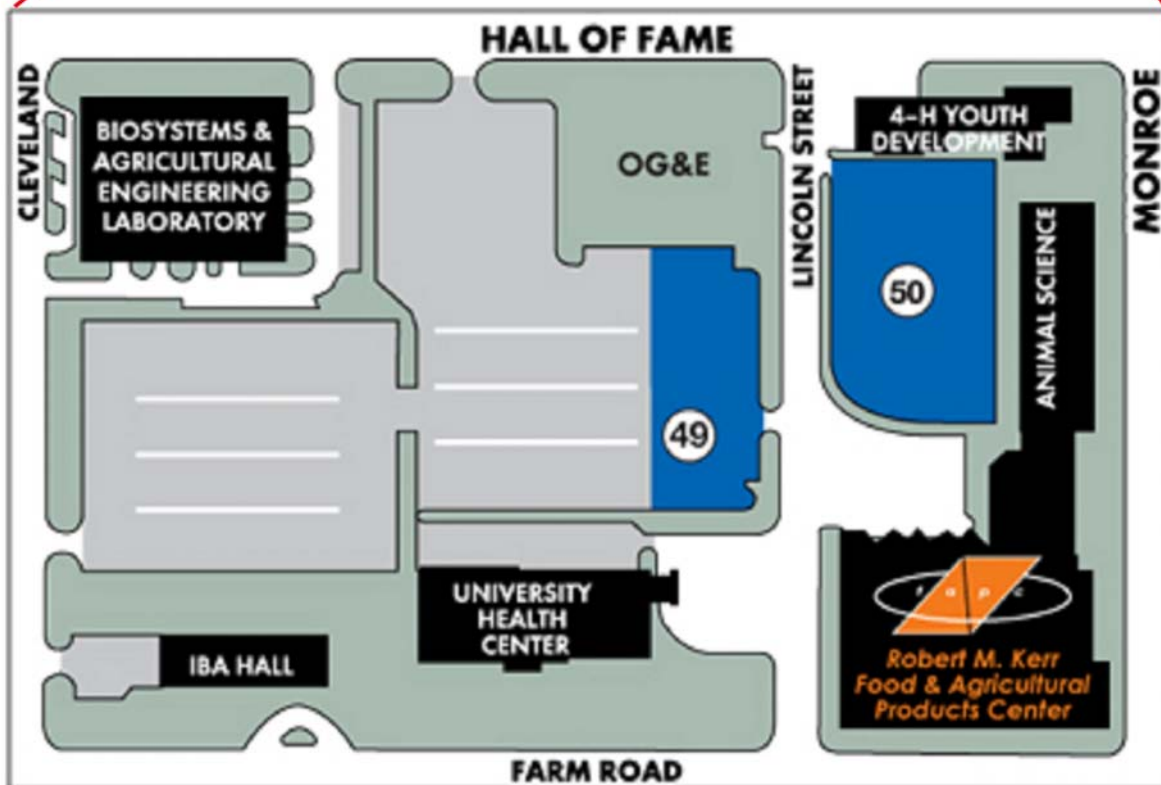 HALL OF FAME
CLEVELAND
BIOSYSTEMS &
AGRICULTURAL
ENGINEERING
LABORATORY
OG&E
LINCOLN STREET
4-H YOUTH
DEVELOPMENT
MONROE
50
ANIMAL SCIENCE
49
UNIVERSITY
HEALTH
CENTER
IBA HALL
f a p c
Robert M. Kerr
Food & Agricultural
Products Center
FARM ROAD